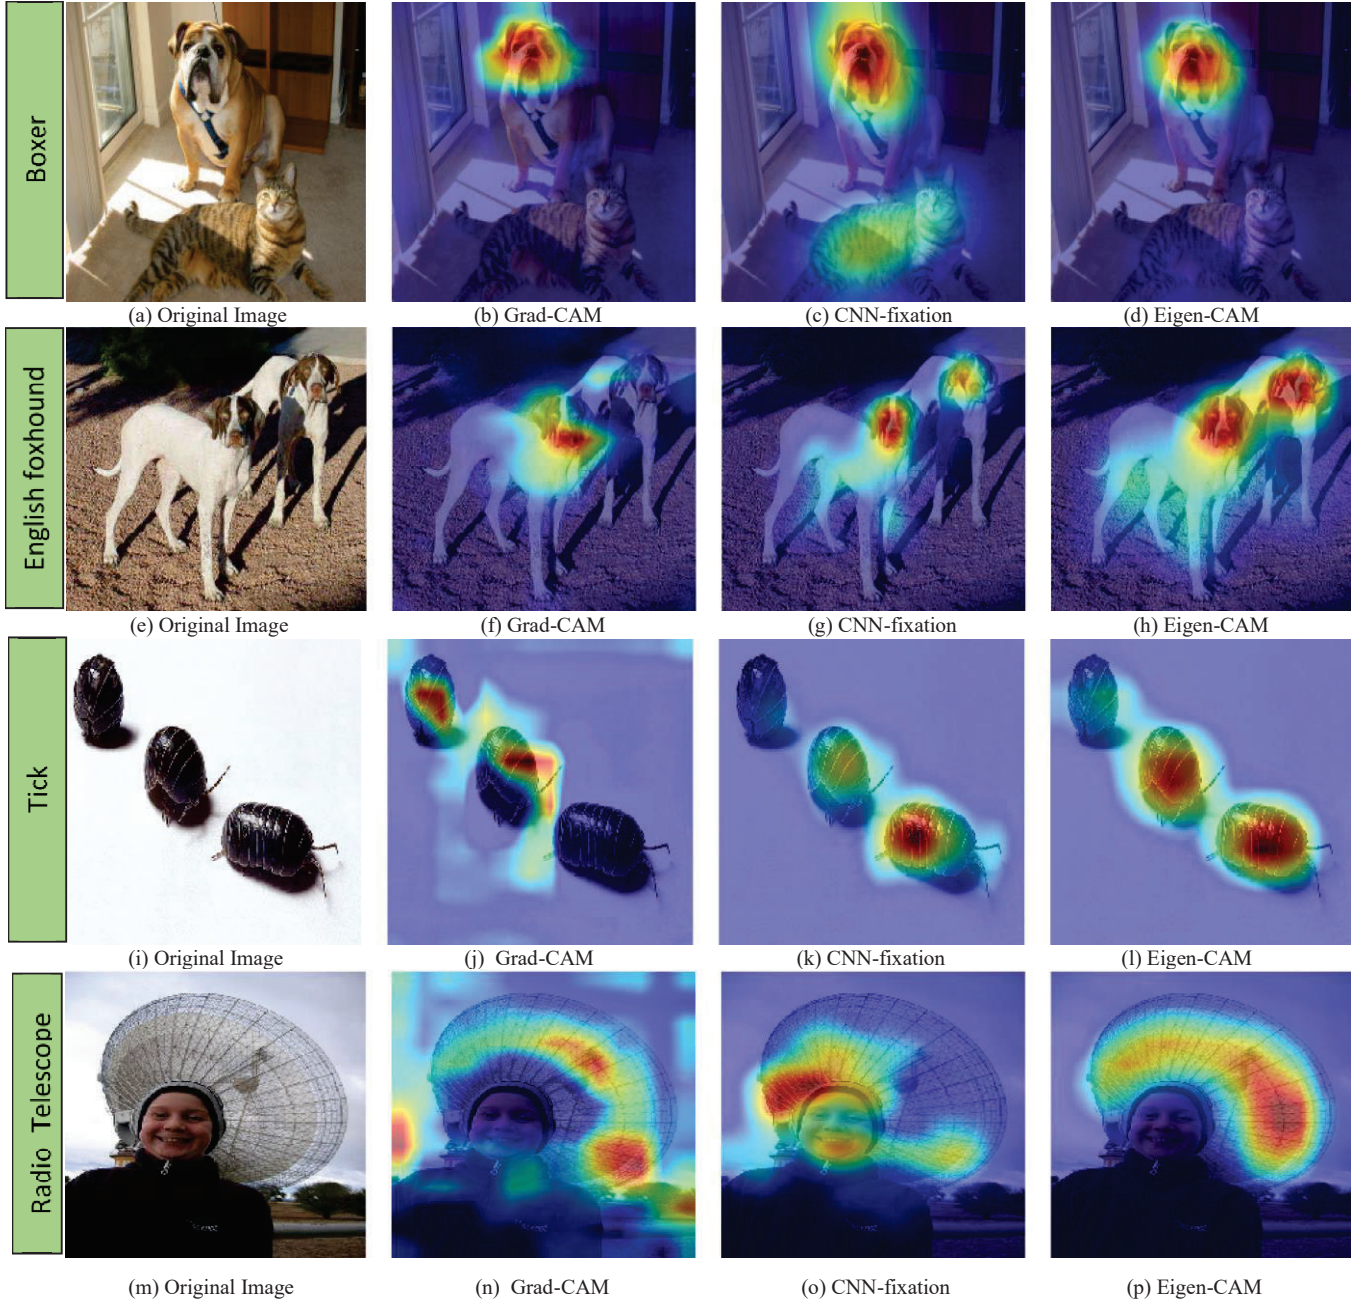 Boxer
(a) Original Image
(b) Grad-CAM
(c) CNN-fixation
(d) Eigen-CAM
English foxhound
(e) Original Image
(f) Grad-CAM
(g) CNN-fixation
(h) Eigen-CAM
Tick
(i) Original Image
(j) Grad-CAM
(k) CNN-fixation
(l) Eigen-CAM
Radio Telescope
(m) Original Image
(n) Grad-CAM
(o) CNN-fixation
(p) Eigen-CAM